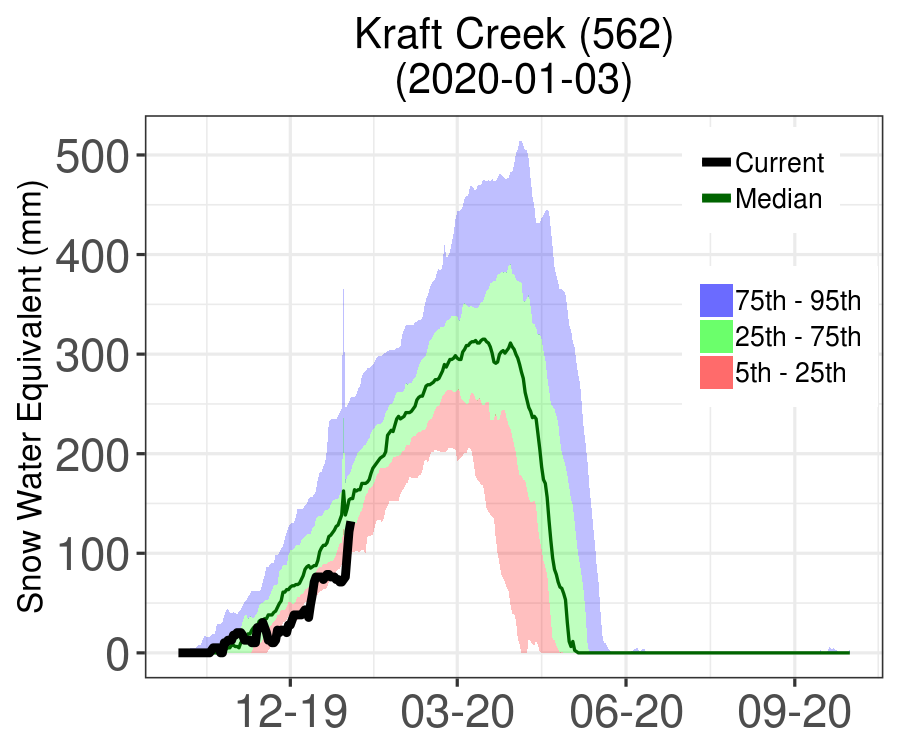 Kraft Creek (562)
(2020-01-03)
Snow Water Equivalent (mm)
500
400
300
200
100
0
12-19
03-20
06-20
09-20
Current
Median
75th - 95th
25th - 75th
5th - 25th